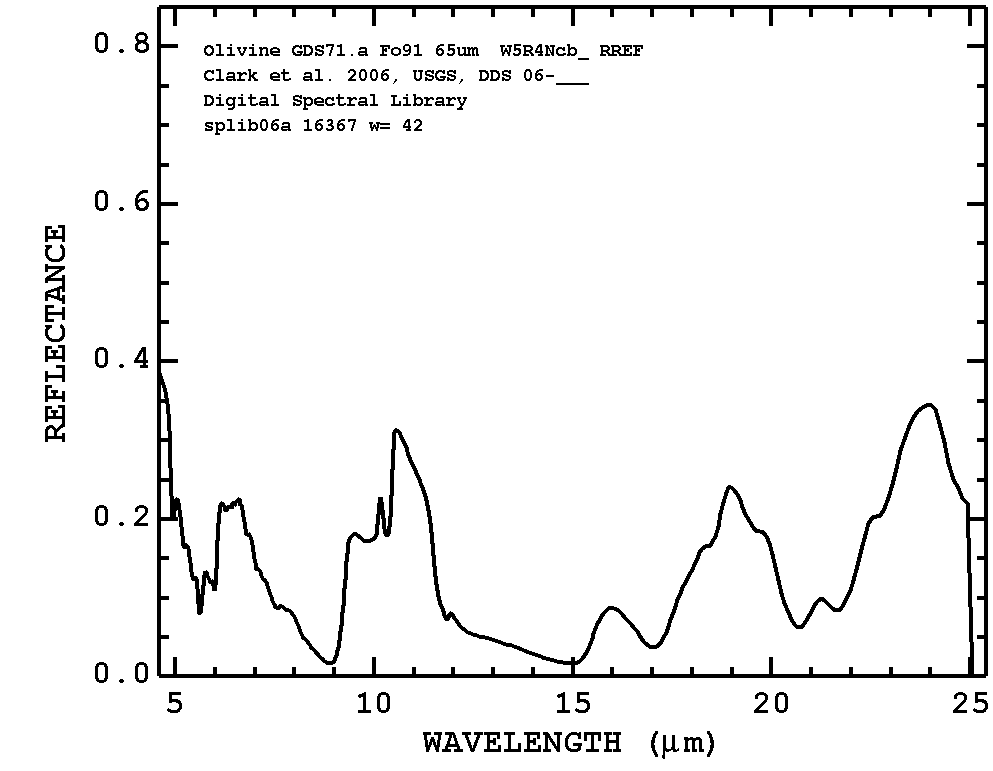 Olivine GDS71.a Fo91 65um W5R4Ncb_ RREF
Clark et al. 2006, USGS, DDS 06-___
Digital Spectral Library
splib06a 16367 w= 42
0.8
0.6
0.4
0.2
0.0
REFLECTANCE
5 10 15 20 25
WAVELENGTH (μm)